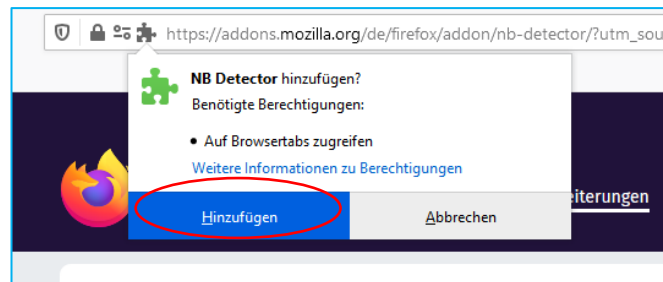 https://addons.mozilla.org/de/firefox/addon/nb-detector/?utm_sou
NB Detector hinzufügen?
Benötigte Berechtigungen:
• Auf Browsertabs zugreifen
Weitere Informationen zu Berechtigungen
Hinzufügen Abbrechen
eiterungen